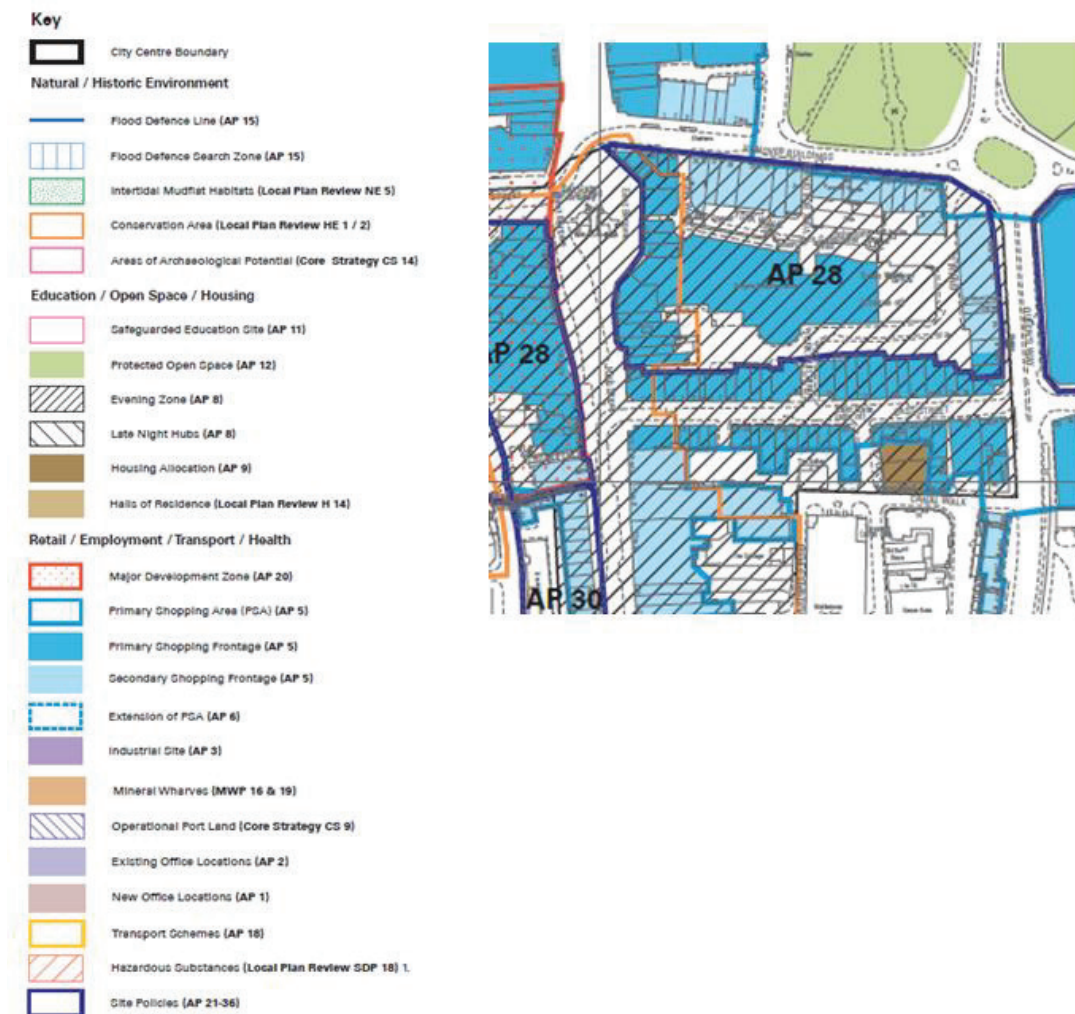 Key
City Centre Boundary
Natural / Historic Environment
Flood Defence Line (AP 15)
Flood Defence Search Zone (AP 15)
Intertidal Mudflat Habitats (Local Plan Review NE 5)
Conservation Area (Local Plan Review HE 1 / 2)
Areas of Archaeological Potential (Core Strategy CS 14)
Education / Open Space / Housing
Safeguarded Education Site (AP 11)
Protected Open Space (AP 12)
Evening Zone (AP 8)
Late Night Hubs (AP 8)
Housing Allocation (AP 9)
Halls of Residence (Local Plan Review H 14)
Retail / Employment / Transport / Health
Major Development Zone (AP 20)
Primary Shopping Area (PSA) (AP 5)
Primary Shopping Frontage (AP 5)
Secondary Shopping Frontage (AP 5)
Extension of PSA (AP 6)
Industrial Site (AP 3)
Mineral Wharves (MWP 16 & 19)
Operational Port Land (Core Strategy CS 9)
Existing Office Locations (AP 2)
New Office Locations (AP 1)
Transport Schemes (AP 18)
Hazardous Substances (Local Plan Review SDP 18) 1.
Site Policies (AP 21-36)
AP 28
AP 28
CANAL WALK
AP 30